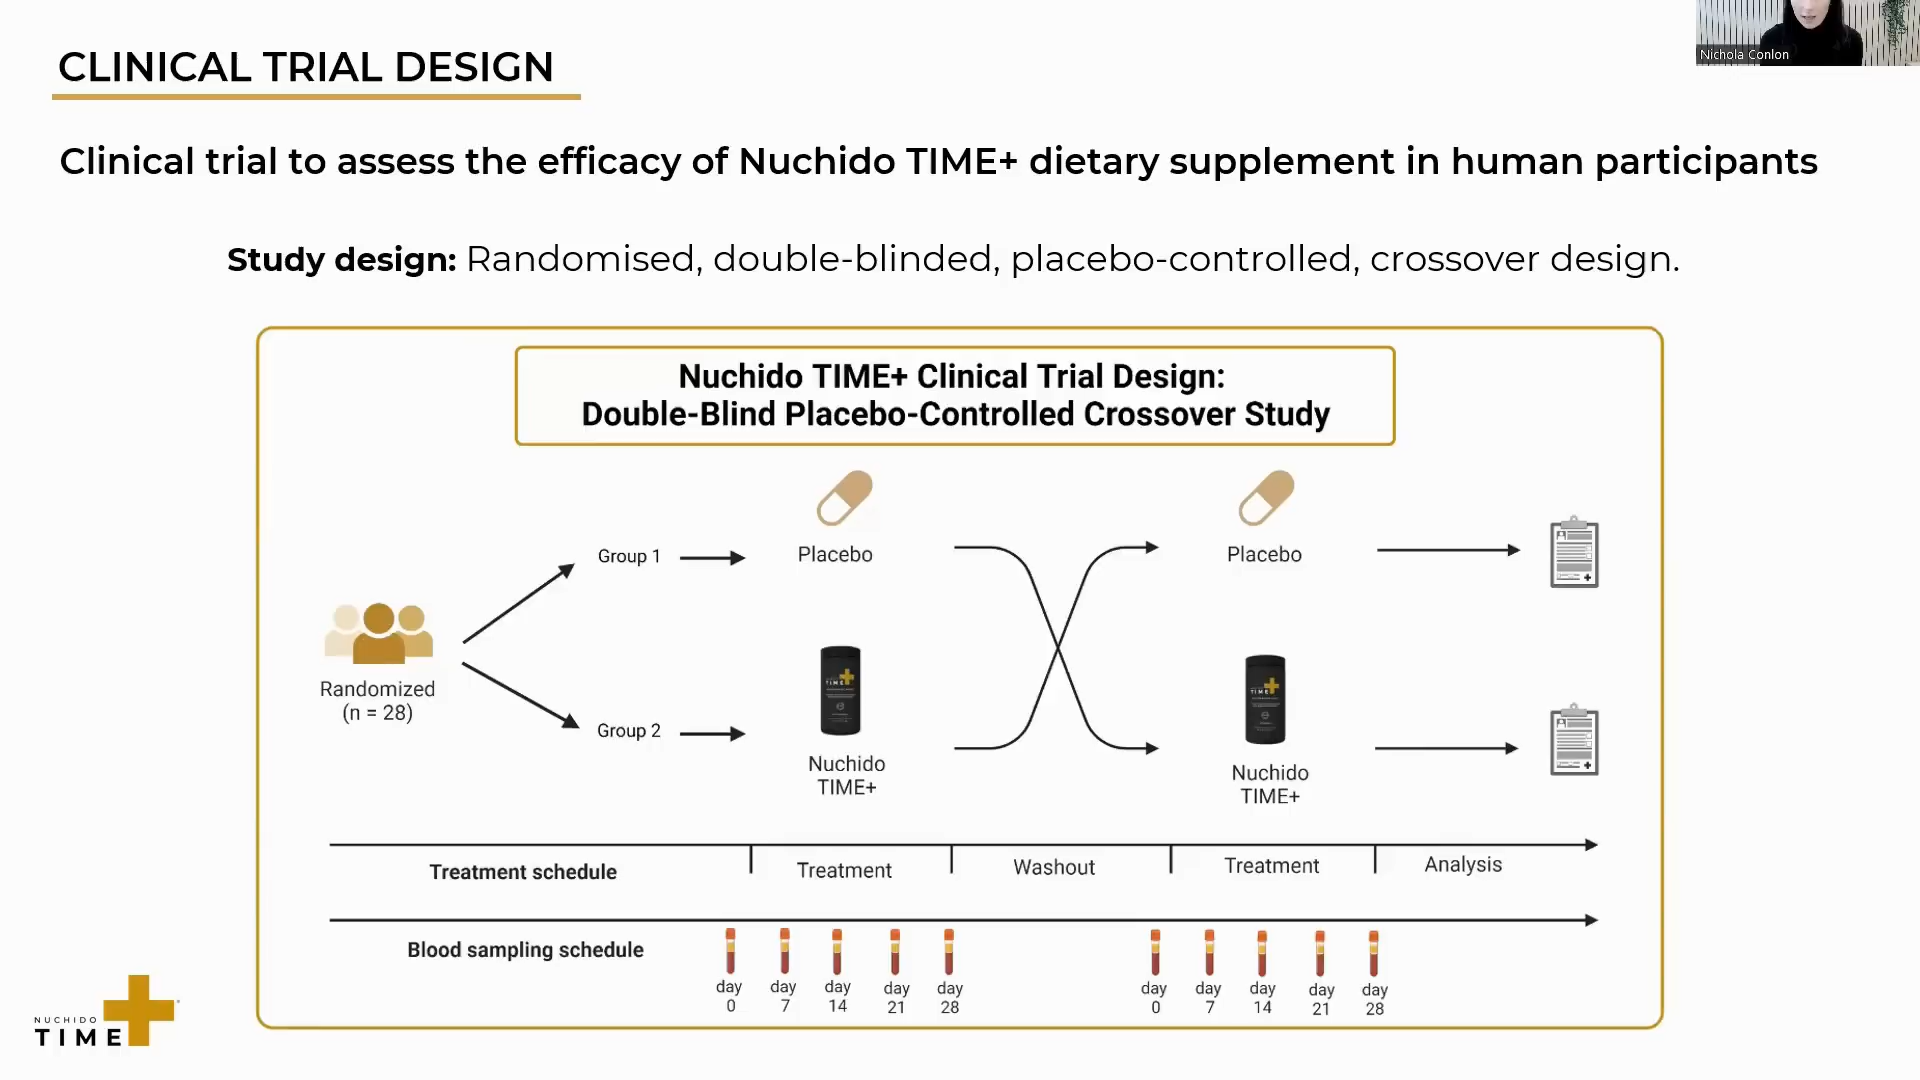 Nichola Conlon
CLINICAL TRIAL DESIGN
Clinical trial to assess the efficacy of Nuchido TIME+ dietary supplement in human participants
Study design: Randomised, double-blinded, placebo-controlled, crossover design.
Nuchido TIME+ Clinical Trial Design:
Double-Blind Placebo-Controlled Crossover Study
Group 1
Placebo
Placebo
Randomized
(n = 28)
Group 2
TIME
Nuchido
TIME+
TIME
Nuchido
TIME+
Treatment schedule
Treatment
Washout
Treatment
Analysis
Blood sampling schedule
day
0
day
7
day
14
day
21
day
28
day
0
day
7
day
14
day
21
day
28
NUCHIDO
TIME